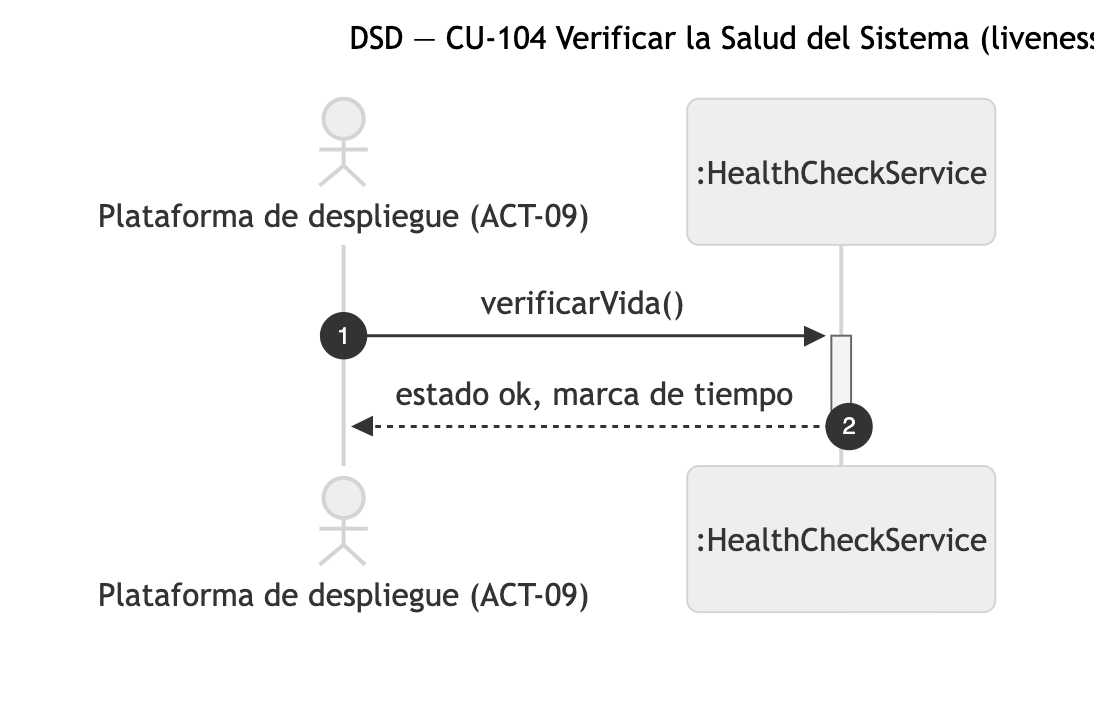 DSD — CU-104 Verificar la Salud del Sistema (liveness
Plataforma de despliegue (ACT-09)
:HealthCheckService
verificarVida()
1
estado ok, marca de tiempo
2
Plataforma de despliegue (ACT-09)
:HealthCheckService